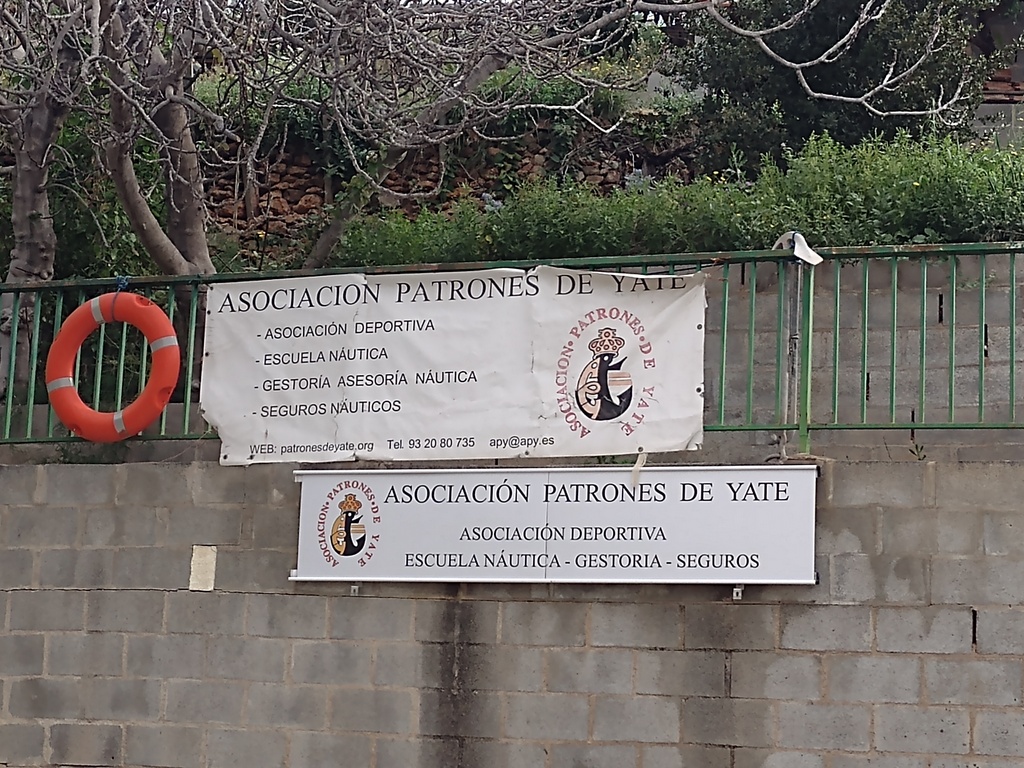 ASOCIACION PATRONES DE YATE
- ASOCIACIÓN DEPORTIVA
- ESCUELA NÁUTICA
- GESTORÍA ASESORÍA NÁUTICA
- SEGUROS NÁUTICOS
ASOCIACION · PATRONES · DE YATE
WEB: patronesdeyate.org Tel. 93 20 80 735 apy@apy.es
ASOCIACION · PATRONES · DE YATE
ASOCIACIÓN PATRONES DE YATE
ASOCIACIÓN DEPORTIVA
ESCUELA NÁUTICA - GESTORIA - SEGUROS